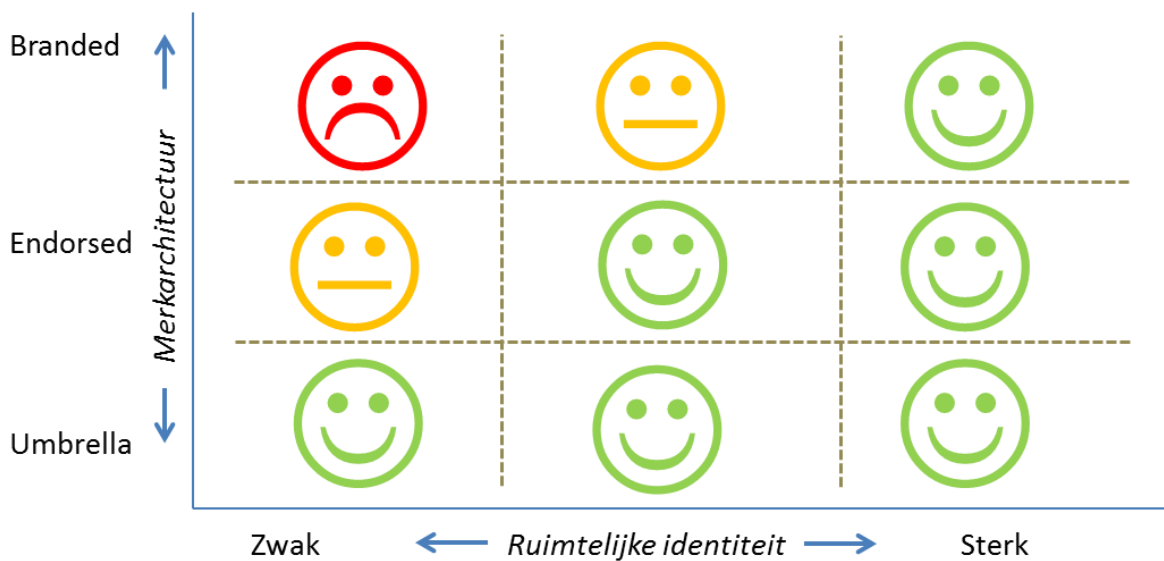 Branded
Endorsed
Umbrella
Merkarchitectuur
Zwak
Ruimtelijke identiteit
Sterk